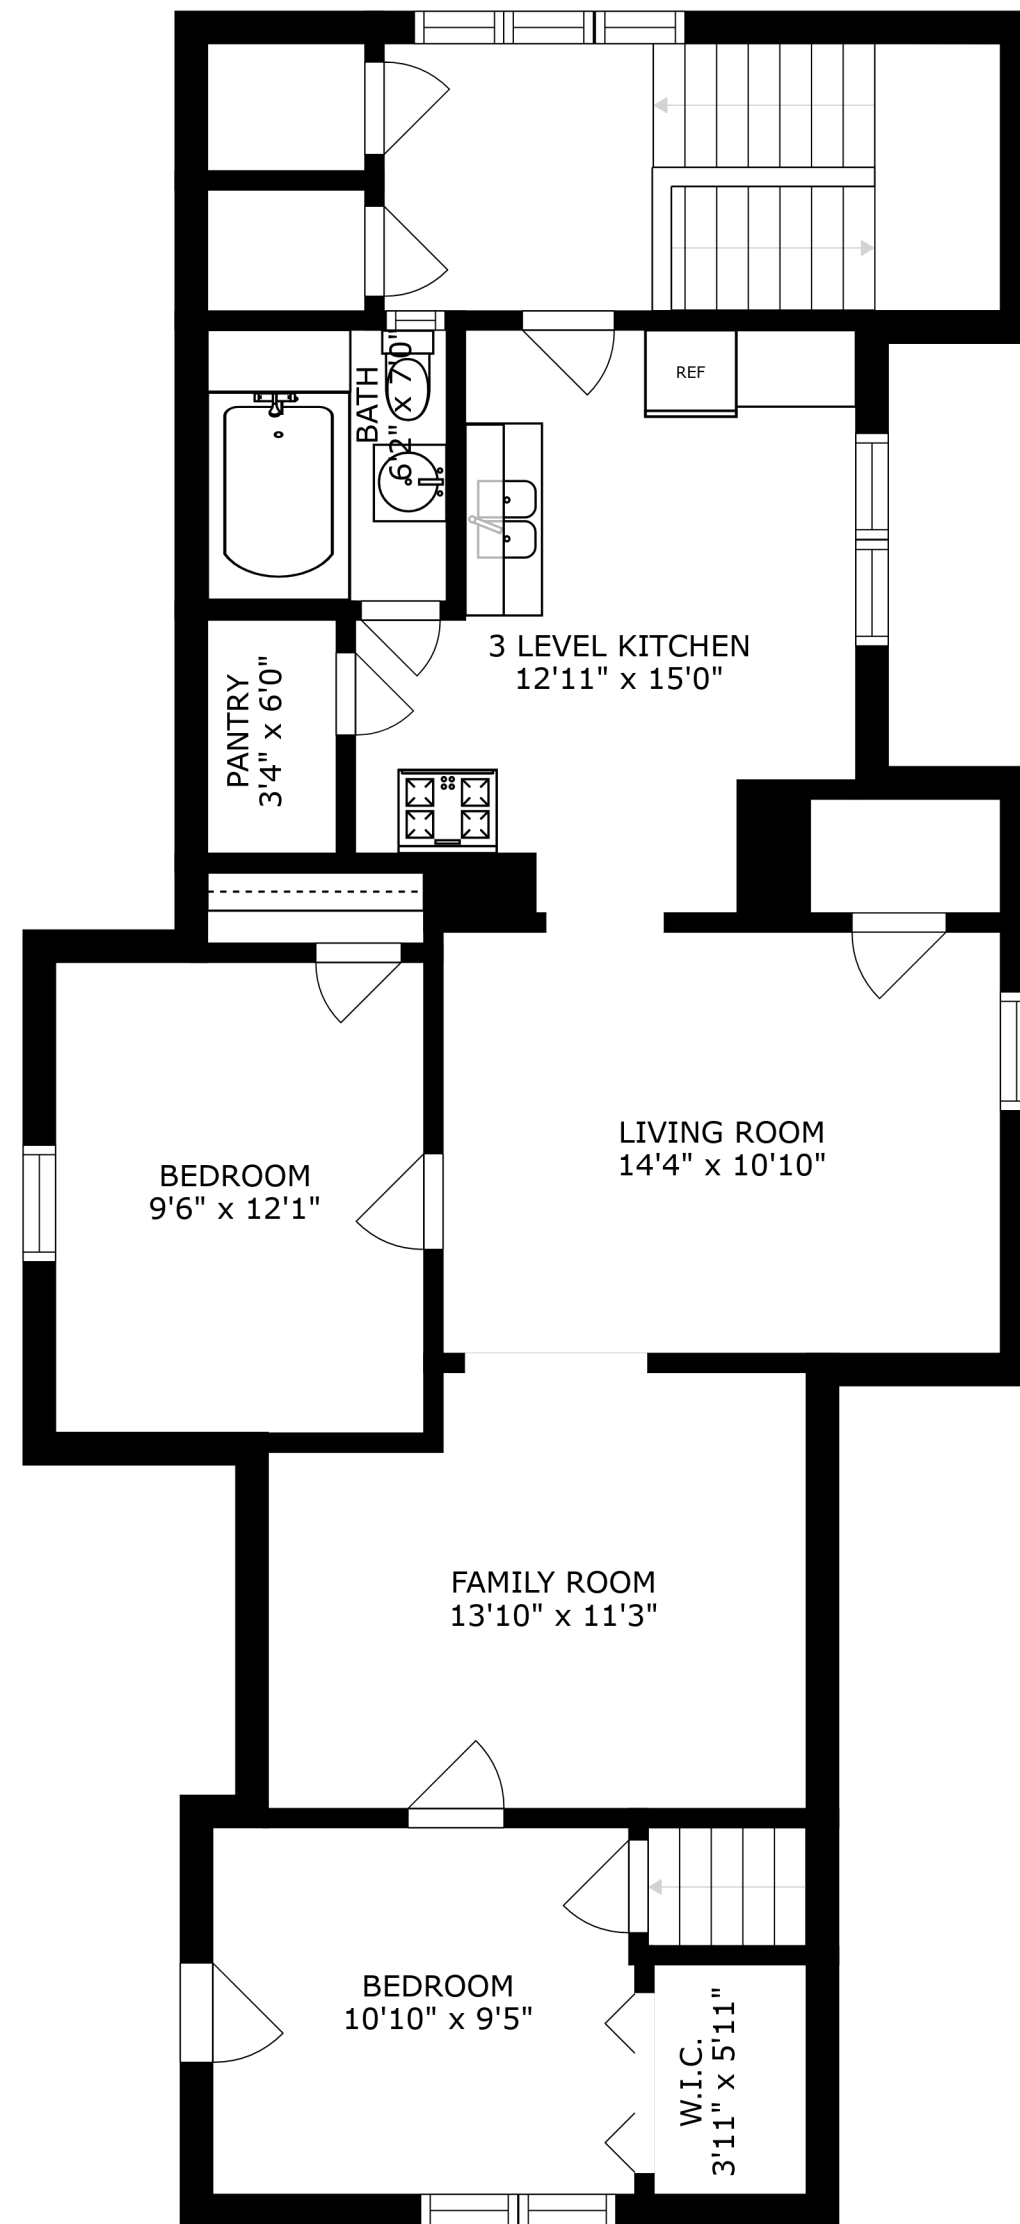 REF
BATH
6'2" x 7'0"
3 LEVEL KITCHEN
12'11" x 15'0"
PANTRY
3'4" x 6'0"
LIVING ROOM
14'4" x 10'10"
BEDROOM
9'6" x 12'1"
FAMILY ROOM
13'10" x 11'3"
BEDROOM
10'10" x 9'5"
W.I.C.
3'11" x 5'11"